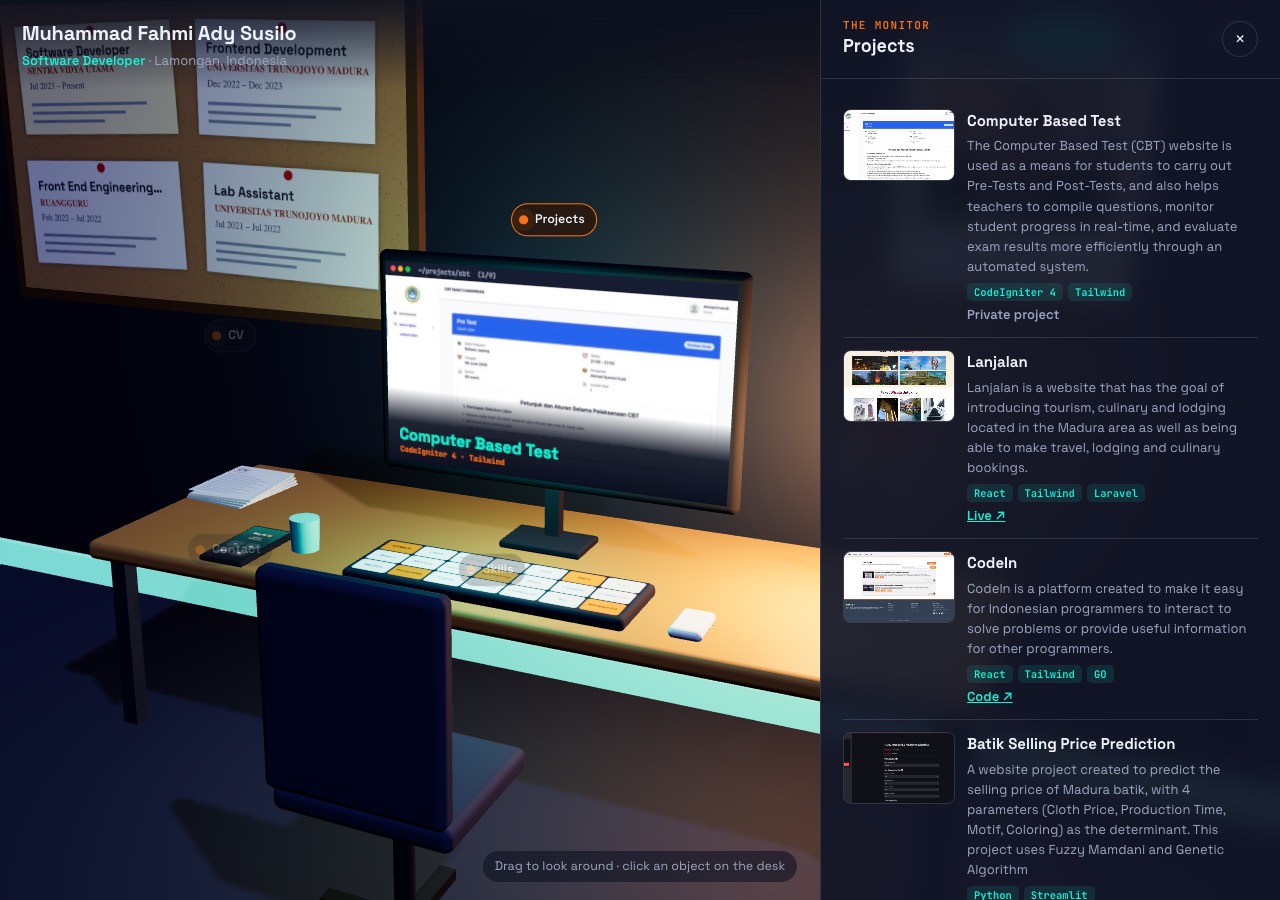 Muhammad Fahmi Ady Susilo
Software Developer · Lamongan, Indonesia
Software Developer
SENTRA VIDYA UTAMA
Jul 2023 – Present
Frontend Development
UNIVERSITAS TRUNOJOYO MADURA
Dec 2022 – Dec 2023
Front End Engineering...
RUANGGURU
Feb 2022 – Jul 2022
Lab Assistant
UNIVERSITAS TRUNOJOYO MADURA
Jul 2021 – Jul 2022
CV
Projects
~/projects/cbt [1/9]
Pre Test
Petunjuk dan Aturan Selama Pelaksanaan CBT
Computer Based Test
CodeIgniter 4 · Tailwind
Contact
Skills
Drag to look around · click an object on the desk
THE MONITOR
Projects
×
Computer Based Test
The Computer Based Test (CBT) website is
used as a means for students to carry out
Pre-Tests and Post-Tests, and also helps
teachers to compile questions, monitor
student progress in real-time, and evaluate
exam results more efficiently through an
automated system.
CodeIgniter 4 Tailwind
Private project
Lanjalan
Lanjalan is a website that has the goal of
introducing tourism, culinary and lodging
located in the Madura area as well as being
able to make travel, lodging and culinary
bookings.
React Tailwind Laravel
Live ↗
CodeIn
CodeIn is a platform created to make it easy
for Indonesian programmers to interact to
solve problems or provide useful information
for other programmers.
React Tailwind GO
Code ↗
Batik Selling Price Prediction
A website project created to predict the
selling price of Madura batik, with 4
parameters (Cloth Price, Production Time,
Motif, Coloring) as the determinant. This
project uses Fuzzy Mamdani and Genetic
Algorithm
Python Streamlit